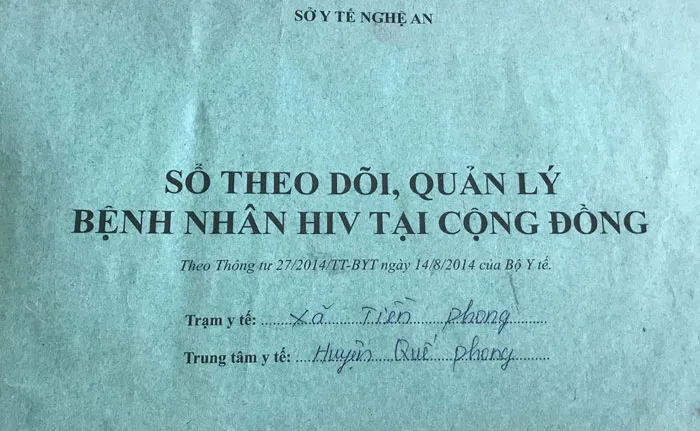 SỞ Y TẾ NGHỆ AN
SỔ THEO DÕI, QUẢN LÝ
BỆNH NHÂN HIV TẠI CỘNG ĐỒNG
Theo Thông tư 27/2014/TT-BYT ngày 14/8/2014 của Bộ Y tế.
Trạm y tế: Xã Tiền Phong
Trung tâm y tế: Huyện Quế Phong